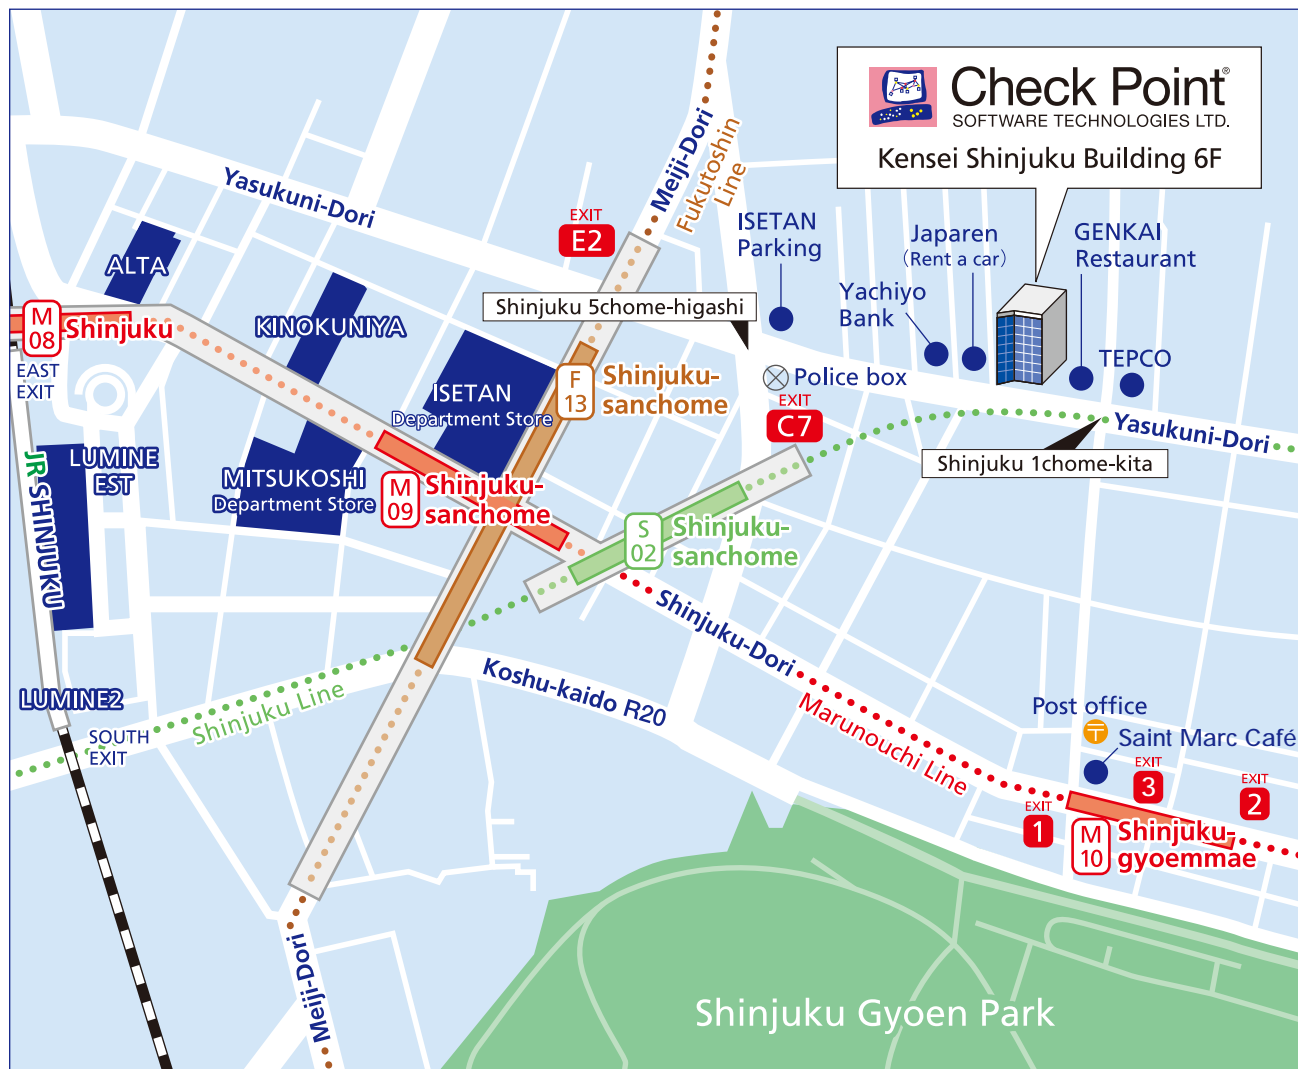 Check Point®
SOFTWARE TECHNOLOGIES LTD.
Kensei Shinjuku Building 6F
Meiji-Dori
Fukutoshin
Line
Yasukuni-Dori
EXIT
E2
ISETAN
Parking
Japaren
(Rent a car)
GENKAI
Restaurant
ALTA
Yachiyo
Bank
Shinjuku 5chome-higashi
M
08
Shinjuku
KINOKUNIYA
EAST
EXIT
TEPCO
F
13
Shinjuku-
sanchome
Police box
ISETAN
Department Store
EXIT
C7
Yasukuni-Dori
Shinjuku 1chome-kita
LUMINE
EST
JR SHINJUKU
MITSUKOSHI
Department Store
M
09
Shinjuku-
sanchome
S
02
Shinjuku-
sanchome
Shinjuku-Dori
Koshu-kaido R20
LUMINE2
Shinjuku Line
SOUTH
EXIT
Marunouchi Line
Post office
〒
Saint Marc Café
EXIT
3
EXIT
2
EXIT
1
M
10
Shinjuku-
gyoemmae
Meiji-Dori
Shinjuku Gyoen Park